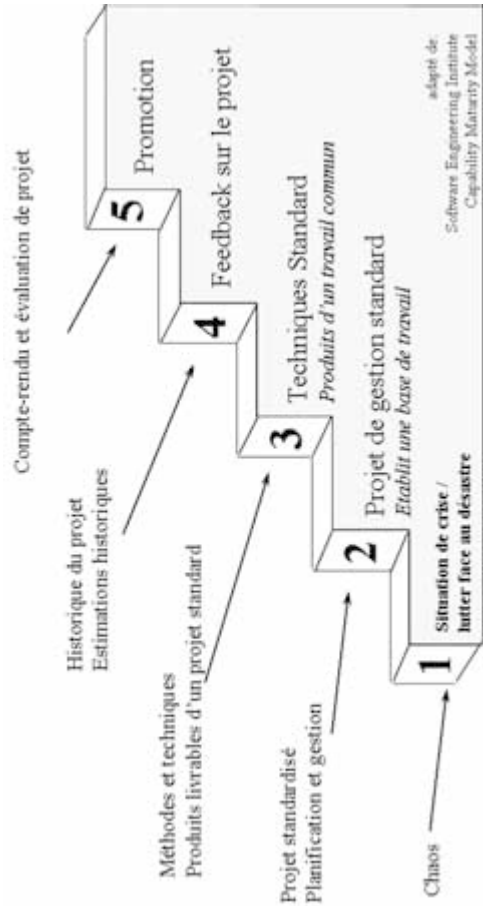 Compte-rendu et évaluation de projet
Historique du projet
Estimations historiques
Méthodes et techniques
Produits livrables d'un projet standard
Projet standardisé
Planification et gestion
Chaos
5
Promotion
4
Feedback sur le projet
3
Techniques Standard
Produits d'un travail commun
2
Projet de gestion standard
Etablit une base de travail
1
Situation de crise /
lutter face au désastre
adapté de:
Software Engineering Institute
Capability Maturity Model